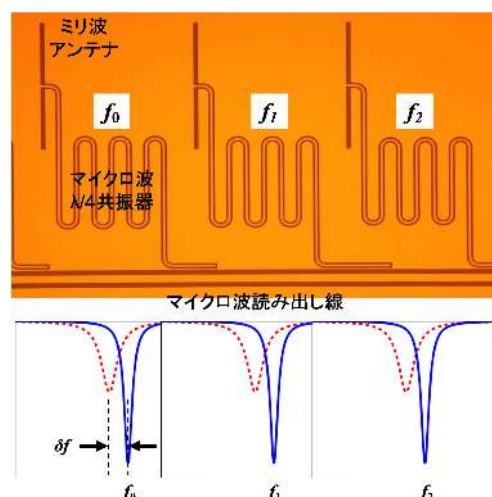 ミリ波
アンテナ
f₀
f₁
f₂
マイクロ波
λ/4共振器
マイクロ波読み出し線
δf
f₀
f₁
f₂